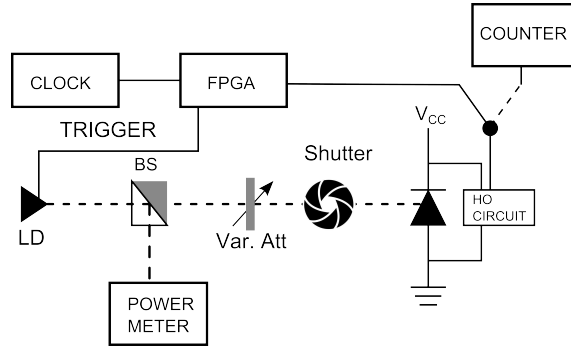 COUNTER
CLOCK
FPGA
TRIGGER
VCC
BS
Shutter
HO
CIRCUIT
LD
Var. Att
POWER
METER